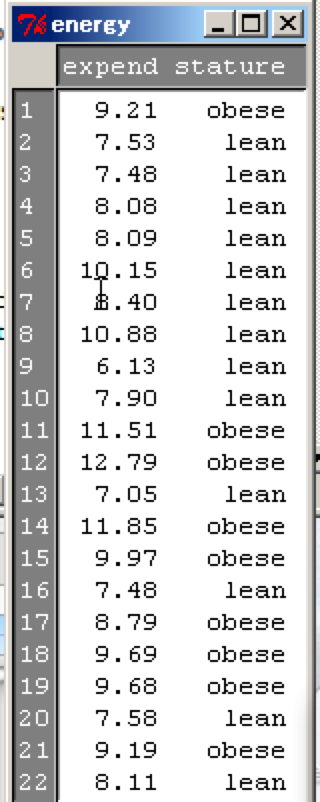 energy
expend stature
1 9.21 obese
2 7.53 lean
3 7.48 lean
4 8.08 lean
5 8.09 lean
6 10.15 lean
7 8.40 lean
8 10.88 lean
9 6.13 lean
10 7.90 lean
11 11.51 obese
12 12.79 obese
13 7.05 lean
14 11.85 obese
15 9.97 obese
16 7.48 lean
17 8.79 obese
18 9.69 obese
19 9.68 obese
20 7.58 lean
21 9.19 obese
22 8.11 lean